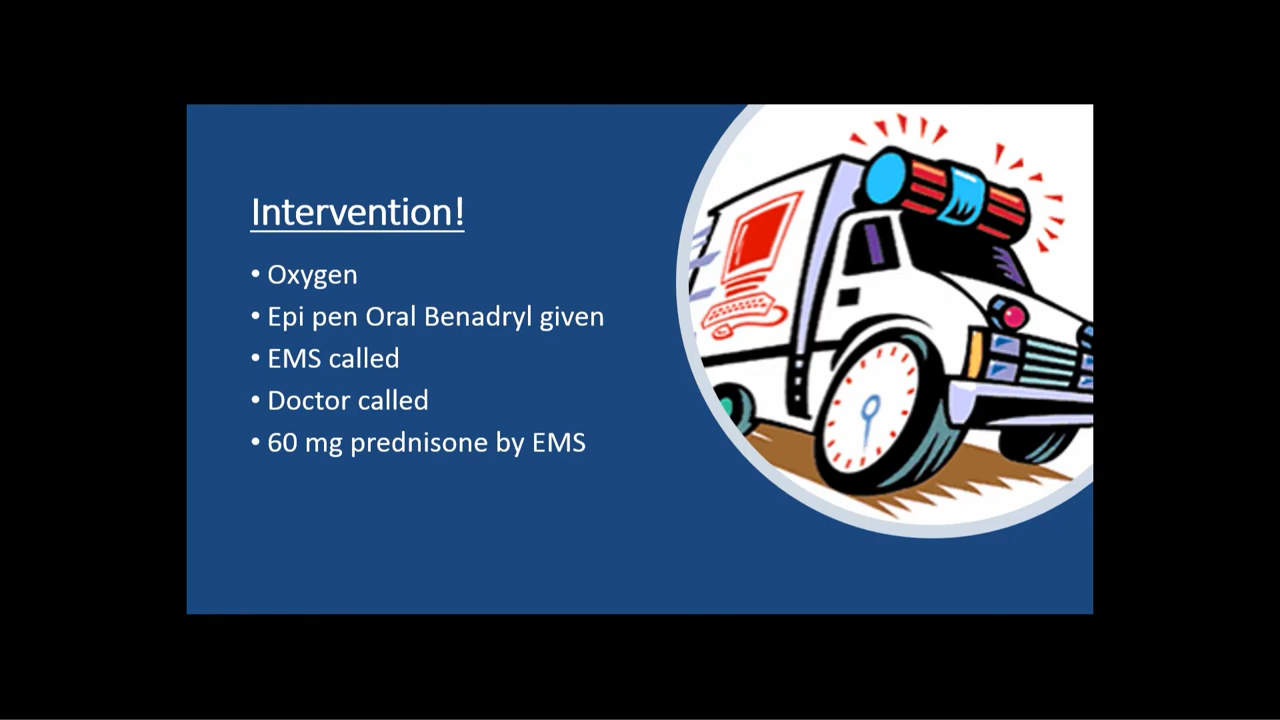 Intervention!
• Oxygen
• Epi pen Oral Benadryl given
• EMS called
• Doctor called
• 60 mg prednisone by EMS